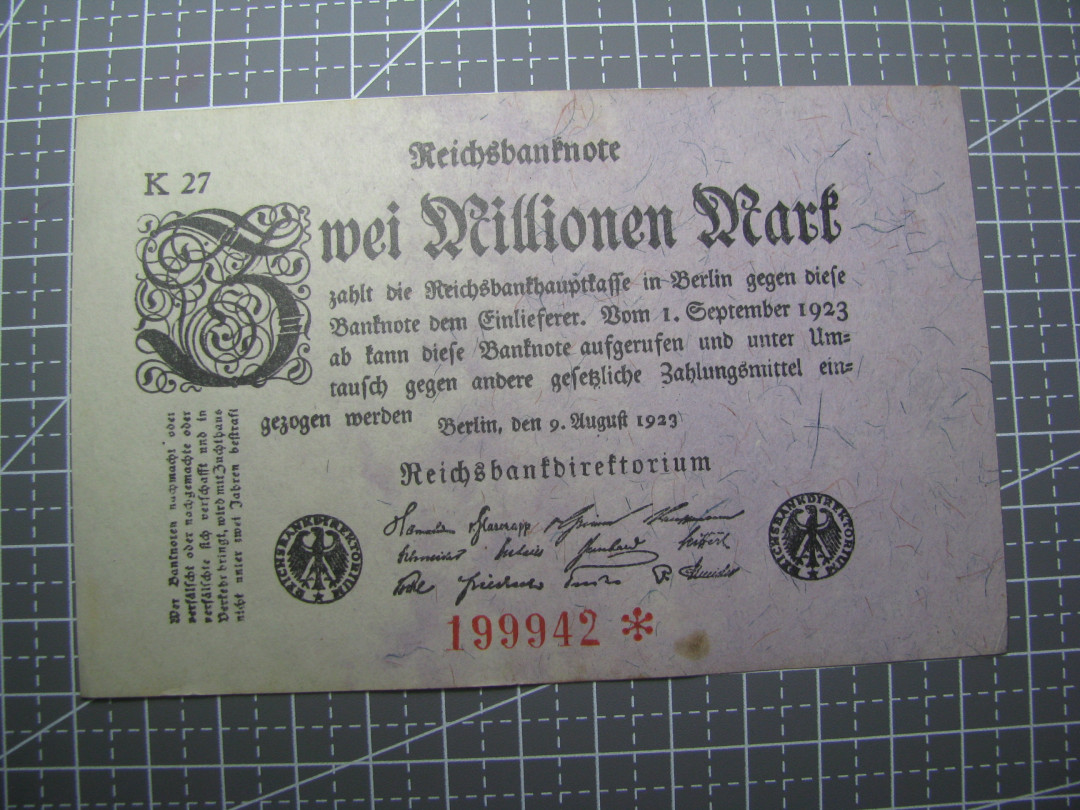 Reichsbanknote
K 27
Zwei Millionen Mark
zahlt die Reichsbankhauptkasse in Berlin gegen diese
Banknote dem Einlieferer. Vom 1. September 1923
ab kann diese Banknote aufgerufen und unter Um=
tausch gegen andere gesetzliche Zahlungsmittel ein=
gezogen werden
Berlin, den 9. August 1923
Reichsbankdirektorium
Wer Banknoten nachmacht oder
verfälscht oder nachgemachte oder
verfälschte sich verschafft und in
Verkehr bringt, wird mit Zuchthaus
nicht unter zwei Jahren bestraft
REICHSBANKDIREKTORIUM
REICHSBANKDIREKTORIUM
199942 *